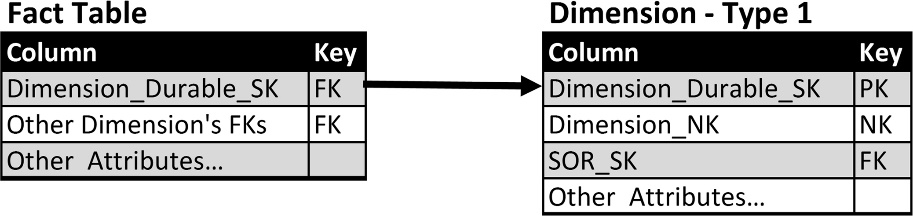 Fact Table
Column Key
Dimension_Durable_SK FK
Other Dimension's FKs FK
Other Attributes...
Dimension - Type 1
Column Key
Dimension_Durable_SK PK
Dimension_NK NK
SOR_SK FK
Other Attributes...